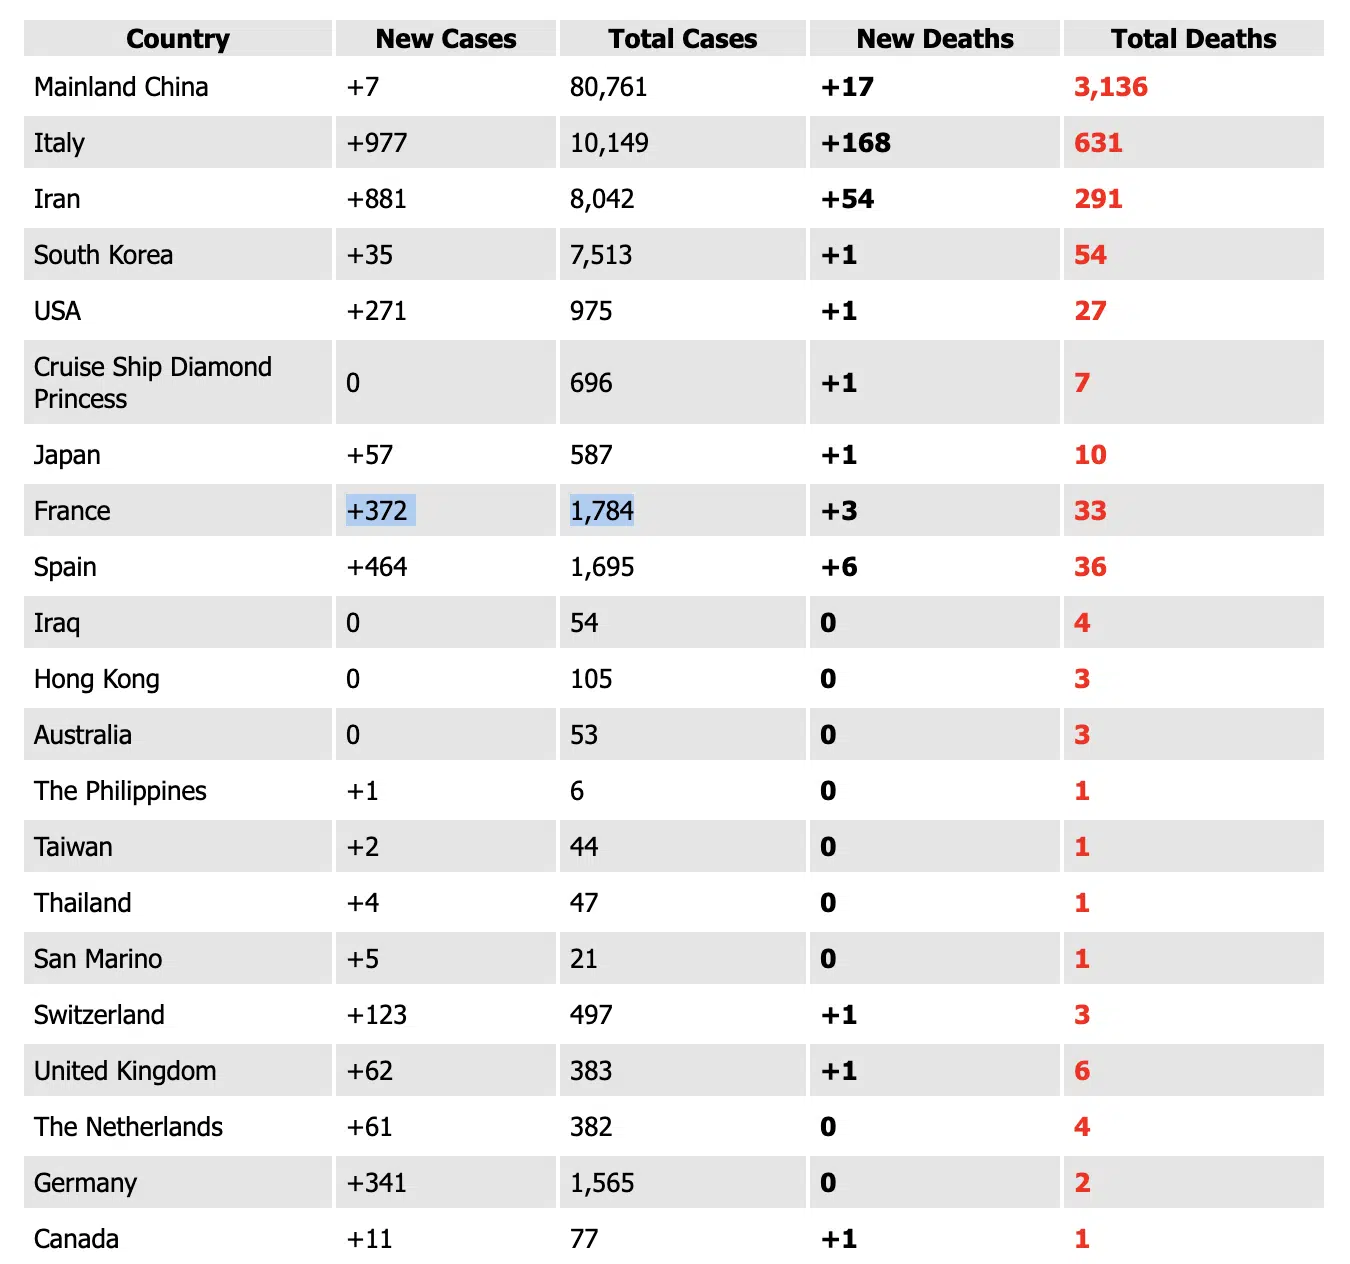 Country New Cases Total Cases New Deaths Total Deaths
Mainland China +7 80,761 +17 3,136
Italy +977 10,149 +168 631
Iran +881 8,042 +54 291
South Korea +35 7,513 +1 54
USA +271 975 +1 27
Cruise Ship Diamond
Princess 0 696 +1 7
Japan +57 587 +1 10
France +372 1,784 +3 33
Spain +464 1,695 +6 36
Iraq 0 54 0 4
Hong Kong 0 105 0 3
Australia 0 53 0 3
The Philippines +1 6 0 1
Taiwan +2 44 0 1
Thailand +4 47 0 1
San Marino +5 21 0 1
Switzerland +123 497 +1 3
United Kingdom +62 383 +1 6
The Netherlands +61 382 0 4
Germany +341 1,565 0 2
Canada +11 77 +1 1